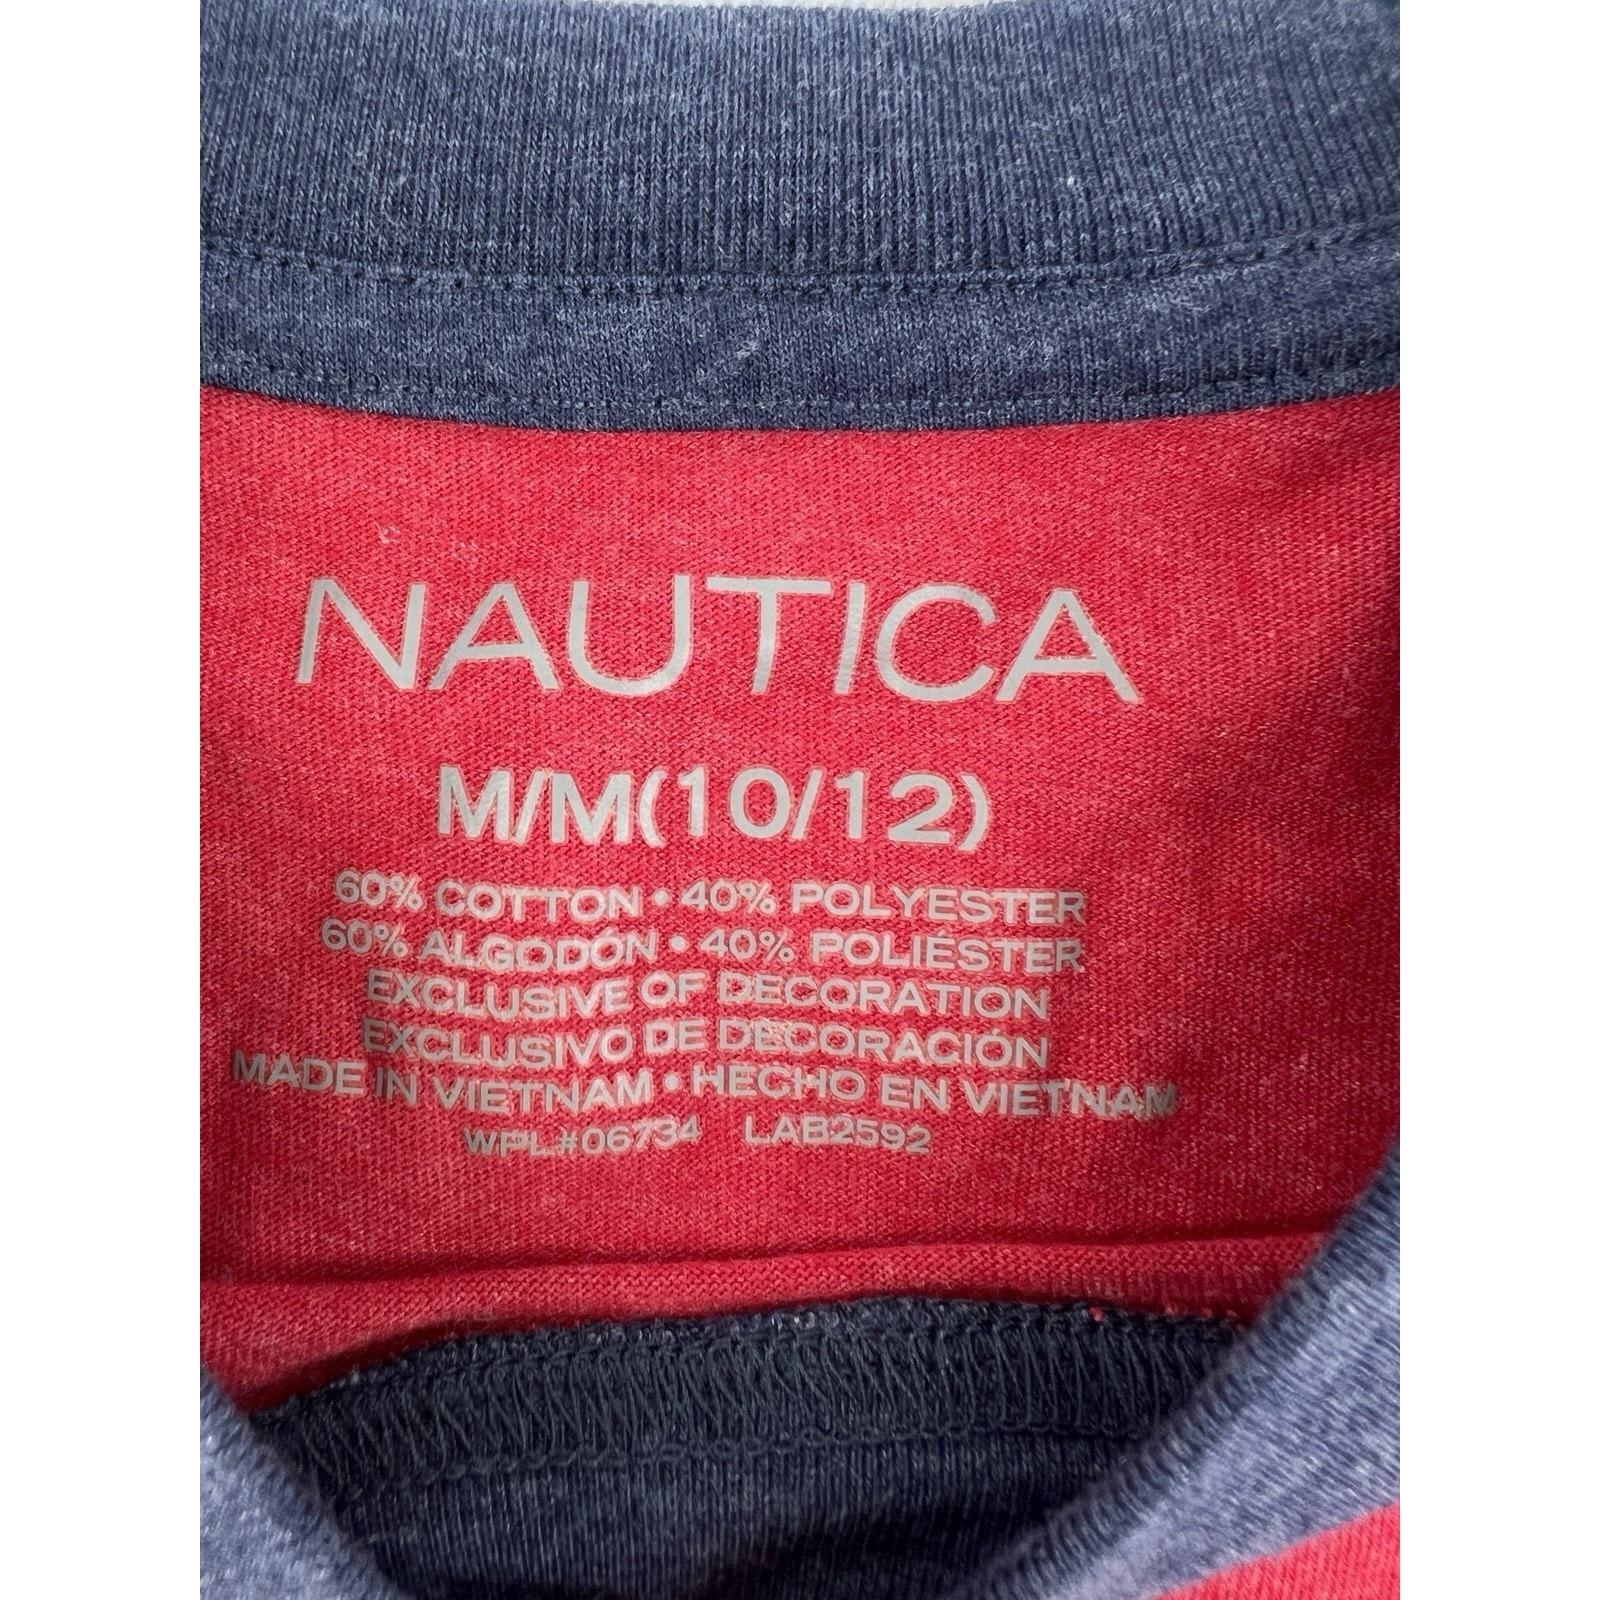 NAUTICA
M/M(10/12)
60% COTTON • 40% POLYESTER
60% ALGODÓN • 40% POLIÉSTER
EXCLUSIVE OF DECORATION
EXCLUSIVO DE DECORACIÓN
MADE IN VIETNAM • HECHO EN VIETNAM
WPL#06734 LAB2592